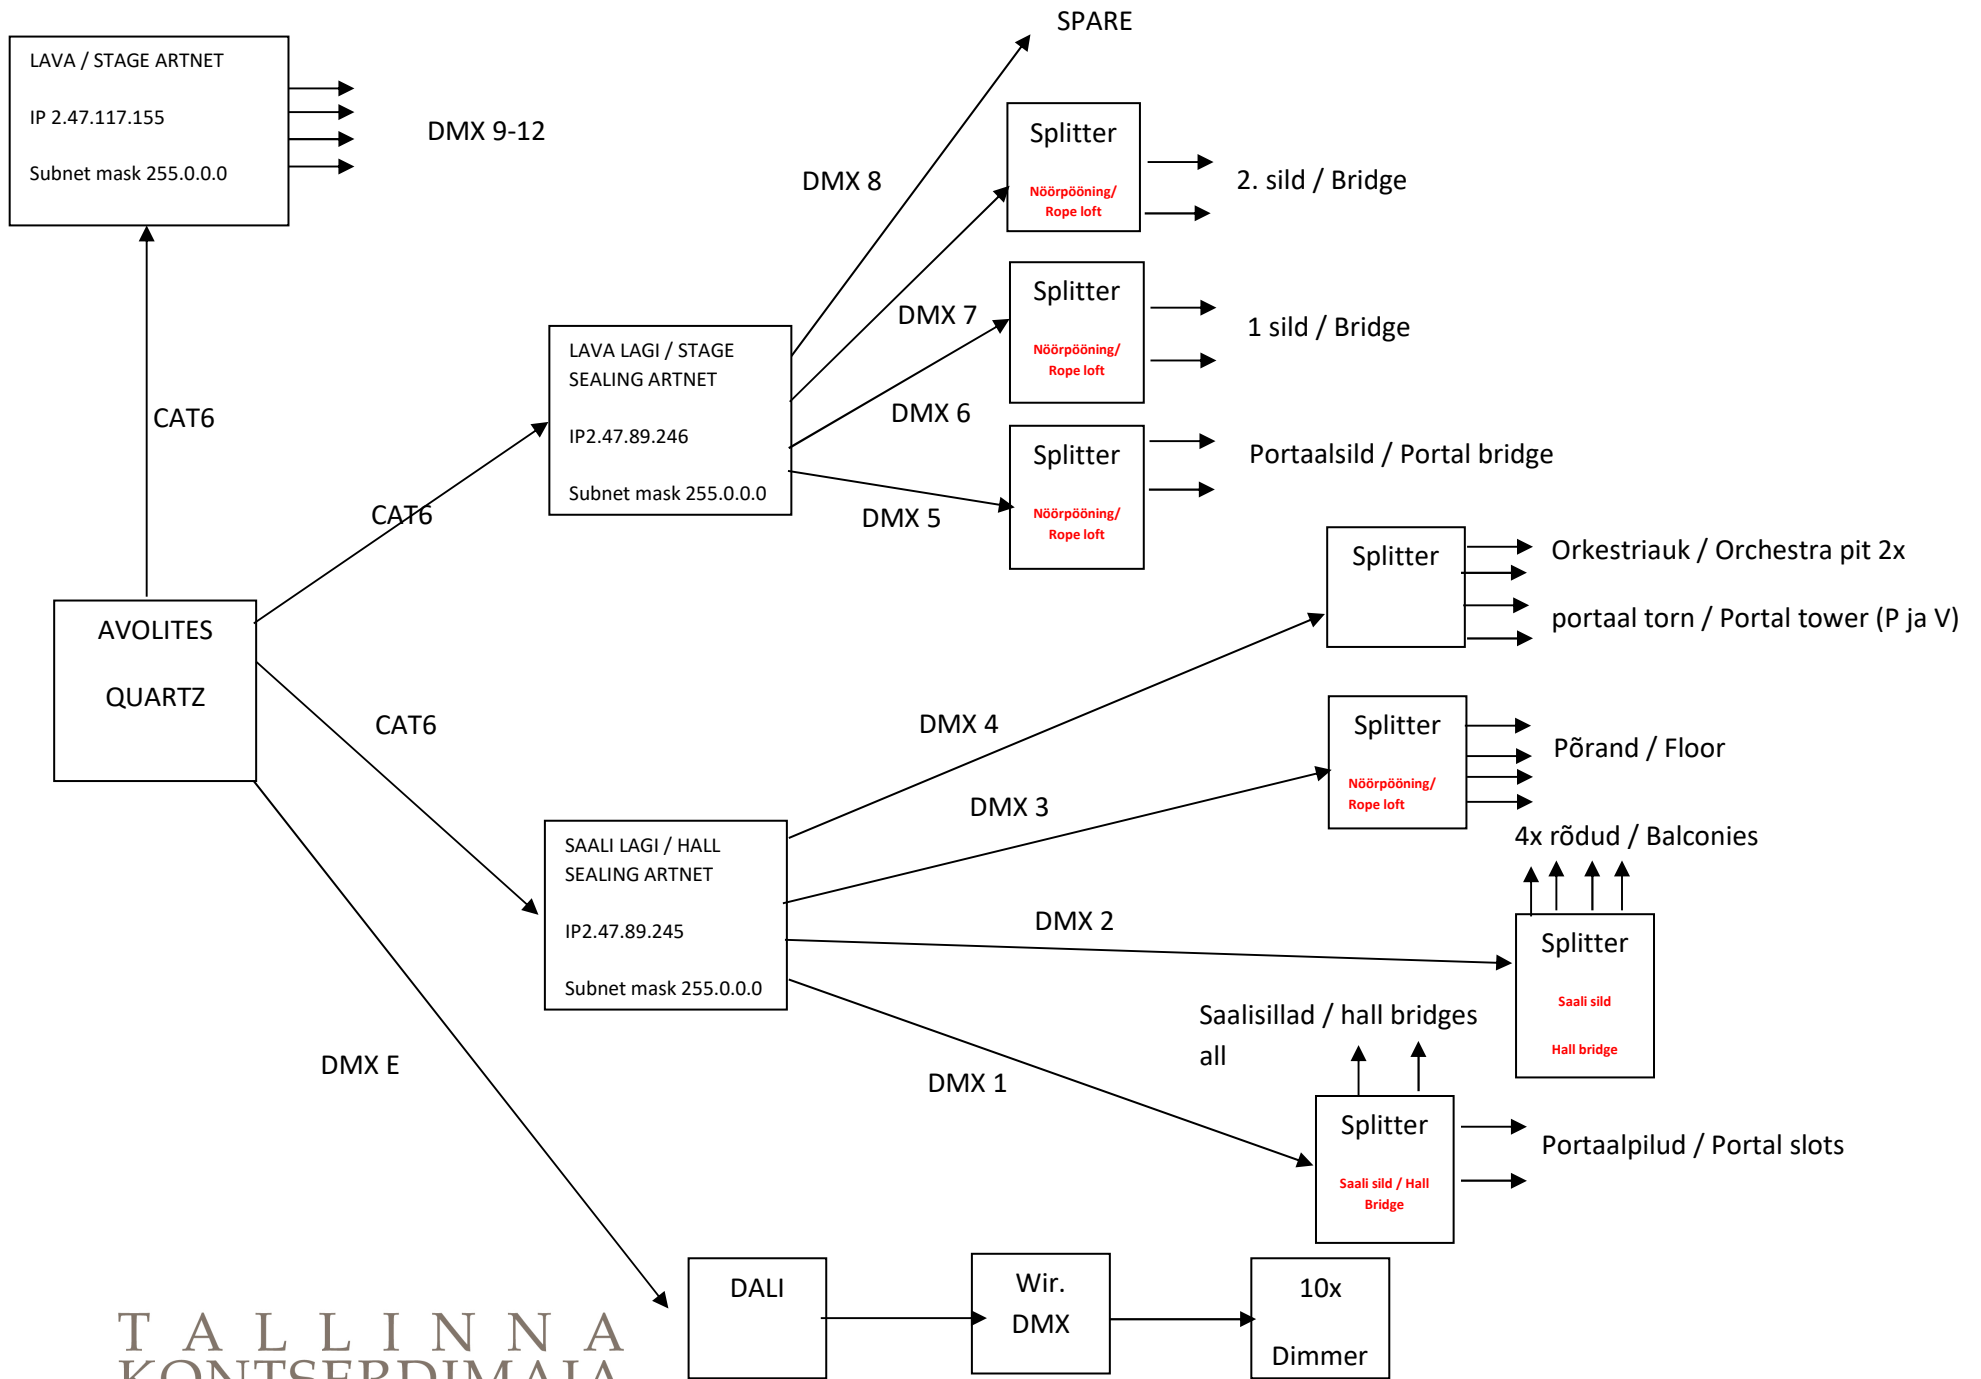 SPARE
LAVA / STAGE ARTNET
IP 2.47.117.155
Subnet mask 255.0.0.0
DMX 9-12
DMX 8
Splitter
Nöörpööning/
Rope loft
2. sild / Bridge
DMX 7
Splitter
Nöörpööning/
Rope loft
1 sild / Bridge
LAVA LAGI / STAGE
SEALING ARTNET
IP2.47.89.246
Subnet mask 255.0.0.0
CAT6
CAT6
DMX 6
DMX 5
Splitter
Nöörpööning/
Rope loft
Portaalsild / Portal bridge
Splitter
Orkestriauk / Orchestra pit 2x
portaal torn / Portal tower (P ja V)
AVOLITES
QUARTZ
CAT6
DMX 4
Splitter
Nöörpööning/
Rope loft
Põrand / Floor
DMX 3
4x rõdud / Balconies
SAALI LAGI / HALL
SEALING ARTNET
IP2.47.89.245
Subnet mask 255.0.0.0
DMX 2
Splitter
Saali sild
Hall bridge
Saalisillad / hall bridges
all
DMX E
DMX 1
Splitter
Saali sild / Hall
Bridge
Portaalpilud / Portal slots
DALI
Wir.
DMX
10x
Dimmer
TALLINNA
KONTSERDIMAJA